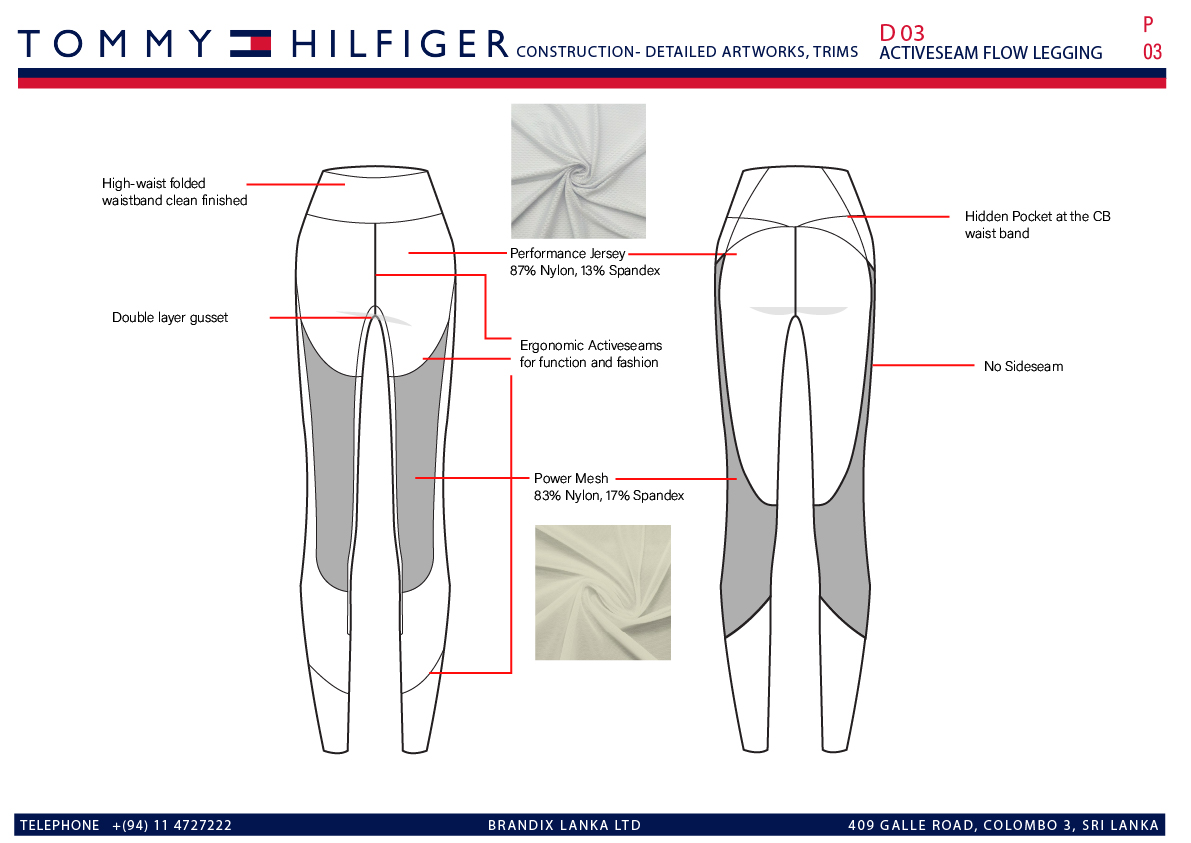 TOMMY HILFIGER
CONSTRUCTION- DETAILED ARTWORKS, TRIMS
D 03
ACTIVESEAM FLOW LEGGING
P
03
High-waist folded
waistband clean finished
Performance Jersey
87% Nylon, 13% Spandex
Hidden Pocket at the CB
waist band
Double layer gusset
Ergonomic Activeseams
for function and fashion
No Sideseam
Power Mesh
83% Nylon, 17% Spandex
TELEPHONE +(94) 11 4727222
BRANDIX LANKA LTD
409 GALLE ROAD, COLOMBO 3, SRI LANKA